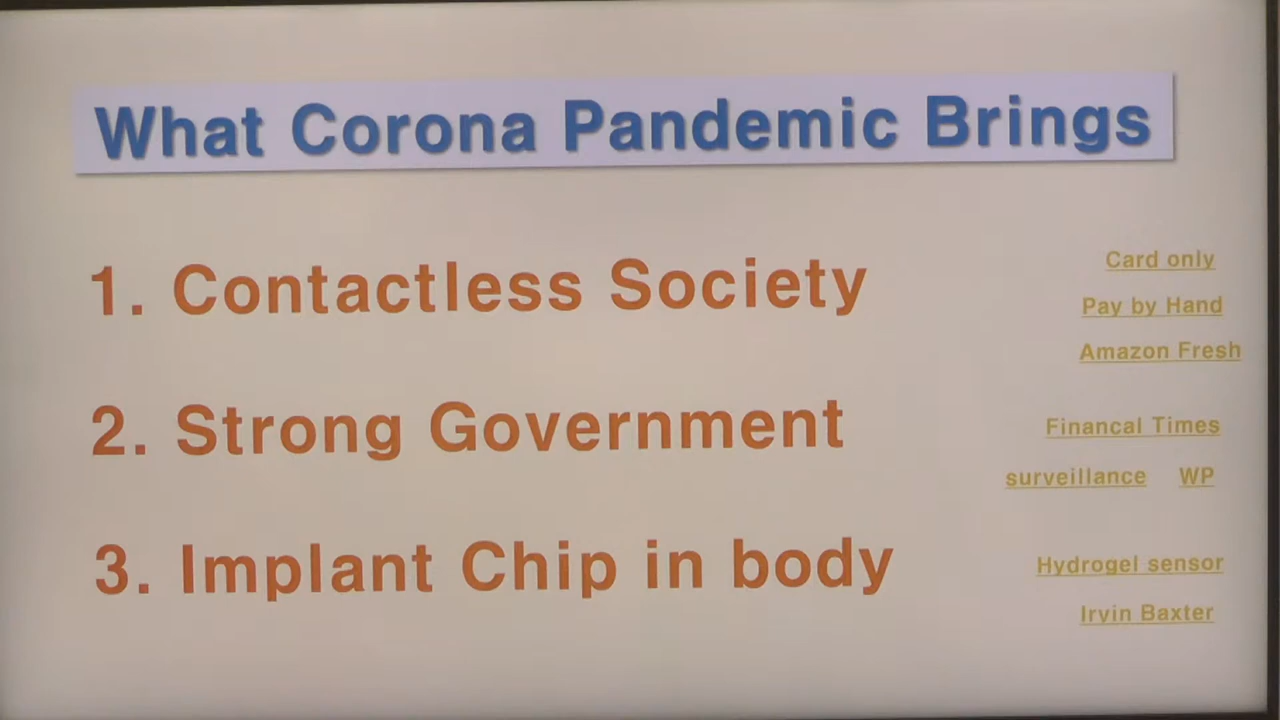 What Corona Pandemic Brings
1. Contactless Society
Card only
Pay by Hand
Amazon Fresh
2. Strong Government
Financal Times
surveillance WP
3. Implant Chip in body
Hydrogel sensor
Irvin Baxter